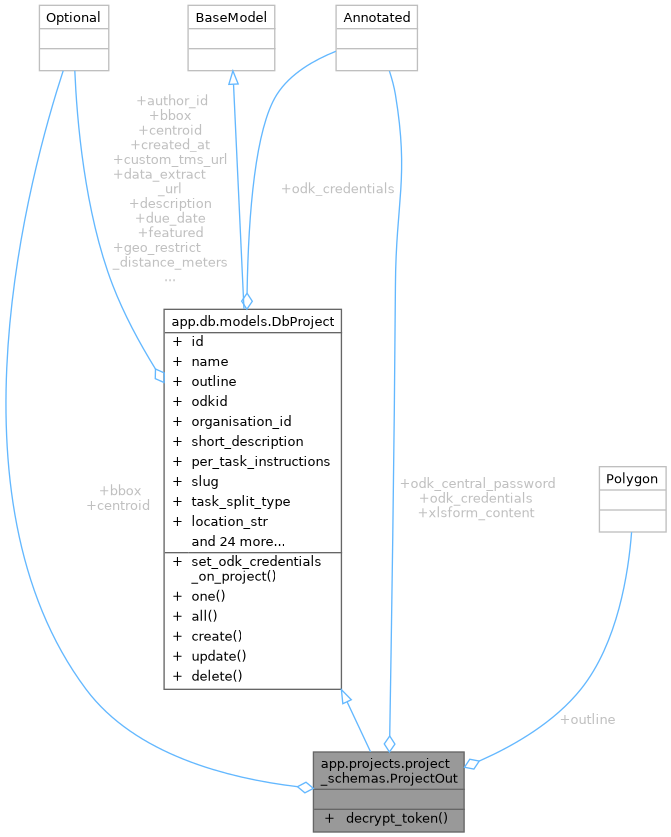 Optional
BaseModel
Annotated
+author_id
+bbox
+centroid
+created_at
+custom_tms_url
+data_extract
_url
+description
+due_date
+featured
+geo_restrict
_distance_meters
...
+odk_credentials
app.db.models.DbProject
+ id
+ name
+ outline
+ odkid
+ organisation_id
+ short_description
+ per_task_instructions
+ slug
+ task_split_type
+ location_str
and 24 more...
+ set_odk_credentials
_on_project()
+ one()
+ all()
+ create()
+ update()
+ delete()
+bbox
+centroid
+odk_central_password
+odk_credentials
+xlsform_content
Polygon
+outline
app.projects.project
_schemas.ProjectOut
+ decrypt_token()